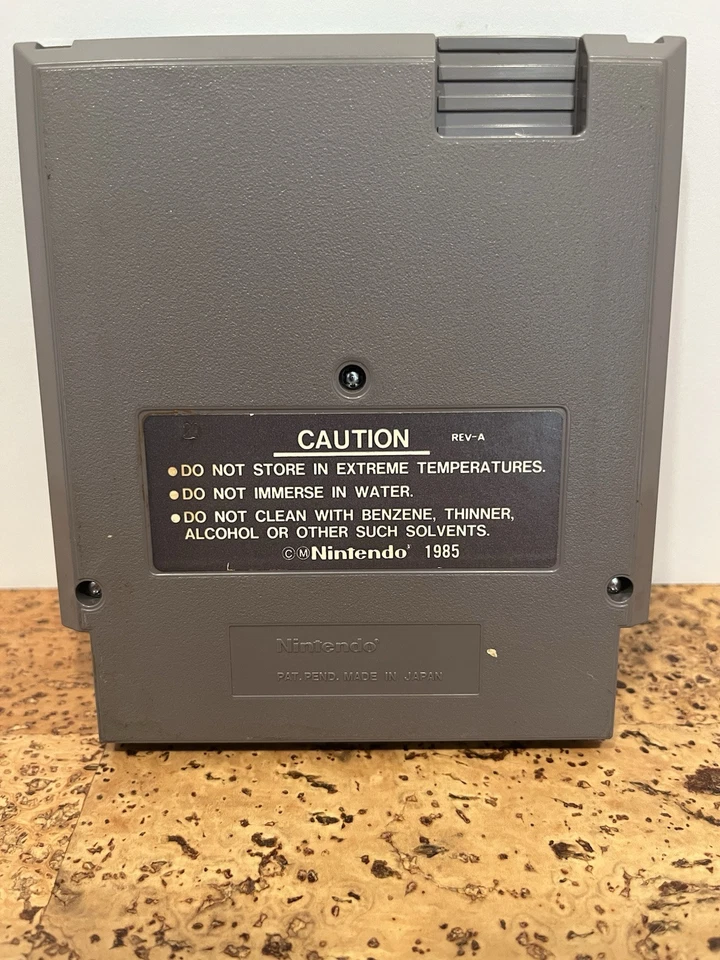 CAUTION REV-A
●DO NOT STORE IN EXTREME TEMPERATURES.
●DO NOT IMMERSE IN WATER.
●DO NOT CLEAN WITH BENZENE, THINNER,
ALCOHOL OR OTHER SUCH SOLVENTS.
ⒸⓂNintendo® 1985
Nintendo®
PAT. PEND. MADE IN JAPAN